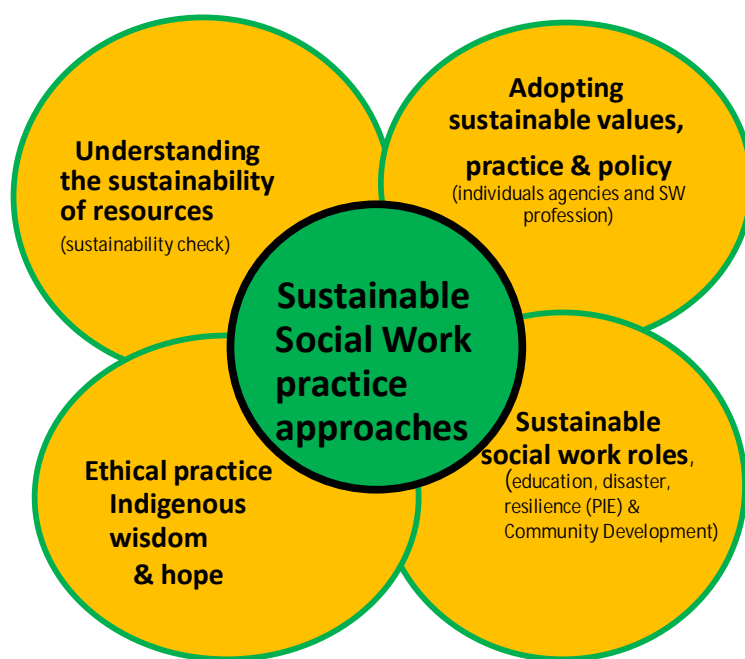 Understanding
the sustainability
of resources
(sustainability check)
Adopting
sustainable values,
practice & policy
(individuals agencies and SW
profession)
Sustainable
Social Work
practice
approaches
Ethical practice
Indigenous
wisdom
& hope
Sustainable
social work roles,
(education, disaster,
resilience (PIE) &
Community Development)